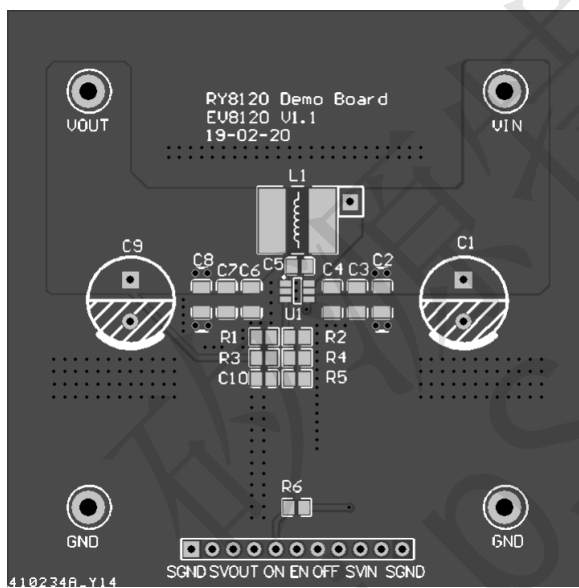 VOUT
RY8120 Demo Board
EV8120 V1.1
19-02-20
VIN
L1
C9
C1
C8
C7
C6
C5
C4
C3
C2
U1
R1
R2
R3
R4
C10
R5
R6
GND
GND
SGND SVOUT ON EN OFF SVIN SGND